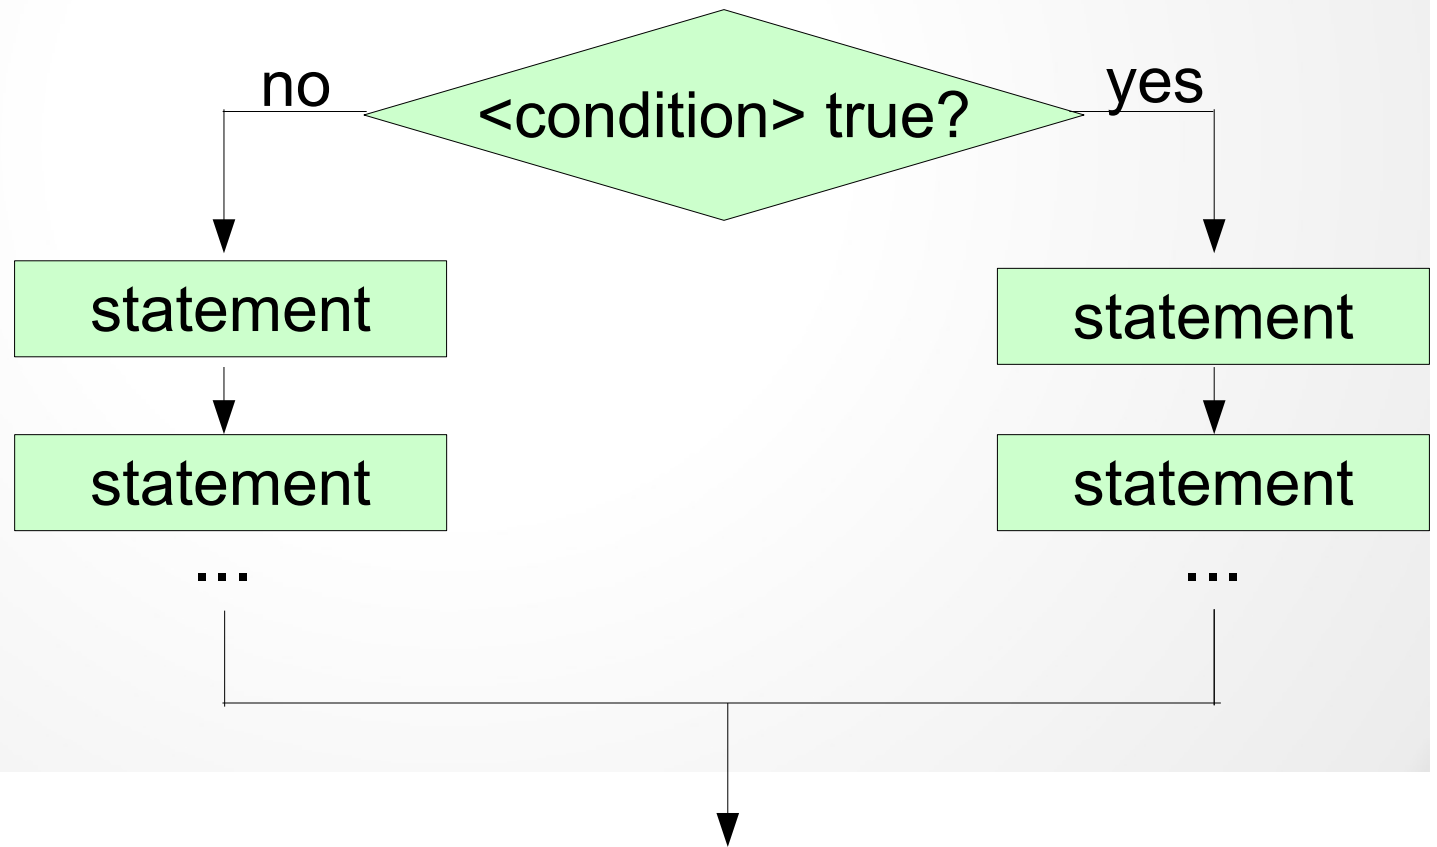 no
<condition> true?
yes
statement
statement
statement
statement
...
...